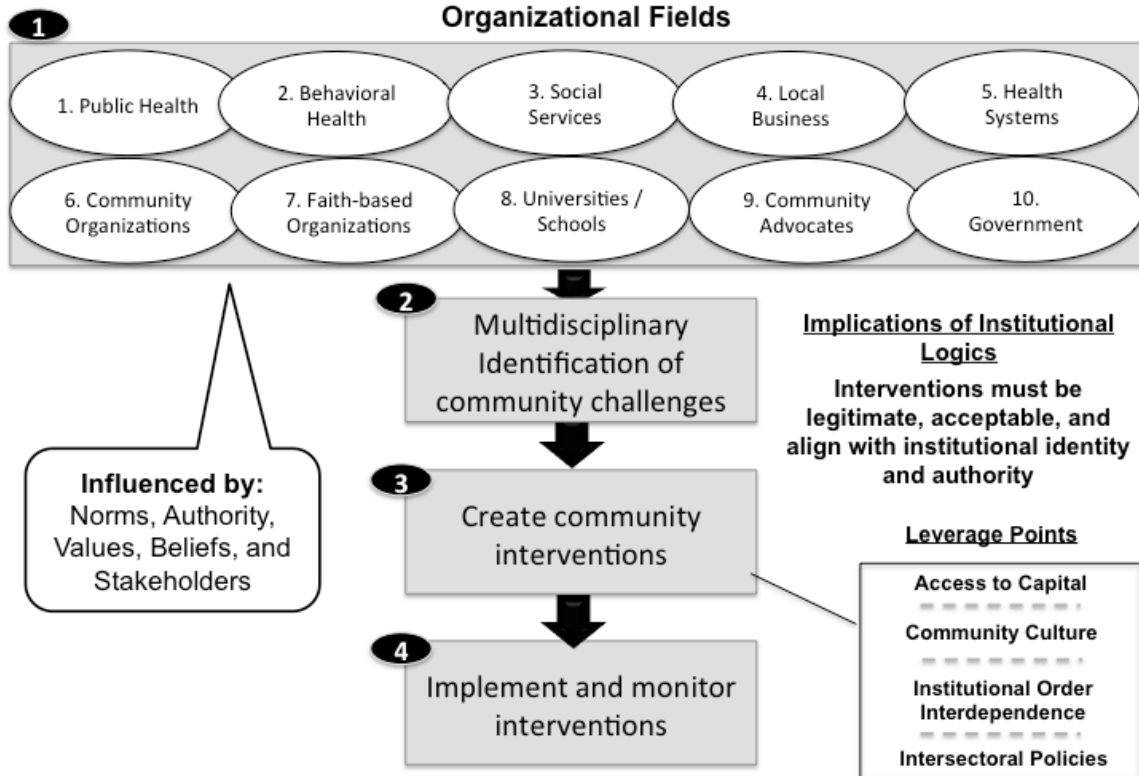 Organizational Fields
1
1. Public Health
2. Behavioral
Health
3. Social
Services
4. Local
Business
5. Health
Systems
6. Community
Organizations
7. Faith-based
Organizations
8. Universities /
Schools
9. Community
Advocates
10.
Government
2
Multidisciplinary
Identification of
community challenges
Implications of Institutional
Logics
Interventions must be
legitimate, acceptable, and
align with institutional identity
and authority
Influenced by:
Norms, Authority,
Values, Beliefs, and
Stakeholders
3
Create community
interventions
Leverage Points
Access to Capital
Community Culture
Institutional Order
Interdependence
Intersectoral Policies
4
Implement and monitor
interventions